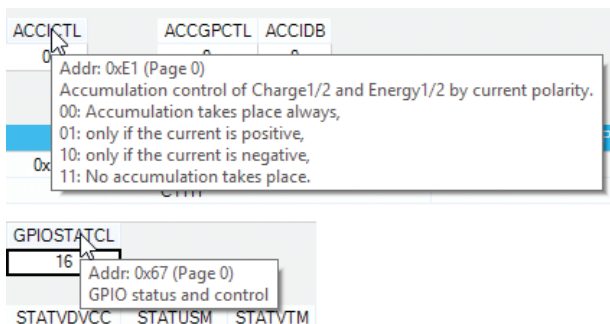 ACCICTL ACCGPCTL ACCIDB
Addr: 0xE1 (Page 0)
Accumulation control of Charge1/2 and Energy1/2 by current polarity.
00: Accumulation takes place always,
01: only if the current is positive,
10: only if the current is negative,
11: No accumulation takes place.
0x
GPIOSTATCL
16
Addr: 0x67 (Page 0)
GPIO status and control
STATVDVCC STATUSM STATVTM